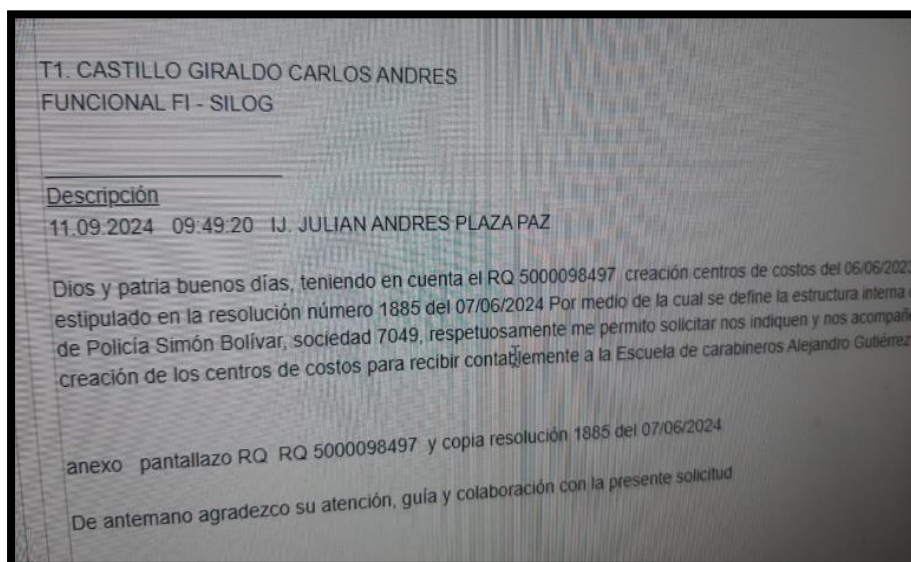 T1. CASTILLO GIRALDO CARLOS ANDRES
FUNCIONAL FI - SILOG
Descripción
11.09.2024 09:49:20 IJ. JULIAN ANDRES PLAZA PAZ
Dios y patria buenos días, teniendo en cuenta el RQ 5000098497 creación centros de costos del 06/06/2023
estipulado en la resolución número 1885 del 07/06/2024 Por medio de la cual se define la estructura interna
de Policía Simón Bolívar, sociedad 7049, respetuosamente me permito solicitar nos indiquen y nos acompañe
creación de los centros de costos para recibir contablemente a la Escuela de carabineros Alejandro Gutiérrez
anexo pantallazo RQ RQ 5000098497 y copia resolución 1885 del 07/06/2024
De antemano agradezco su atención, guía y colaboración con la presente solicitud